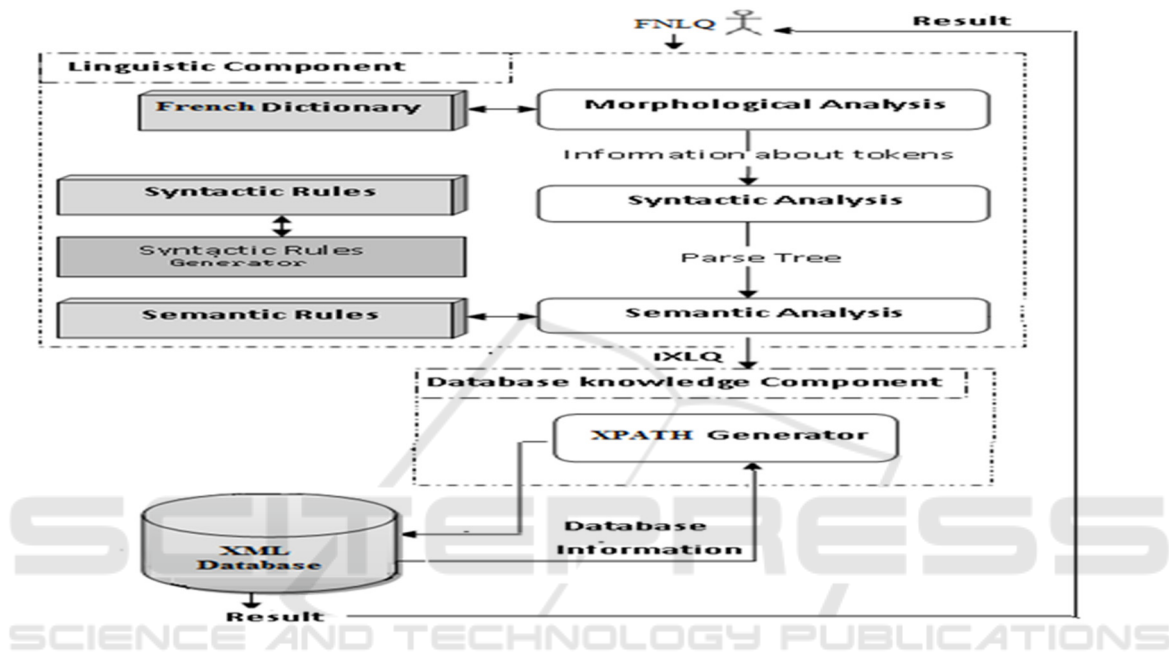 FNLQ
Result
Linguistic Component
French Dictionary
Morphological Analysis
Information about tokens
Syntactic Rules
Syntactic Analysis
Syntactic Rules
Generator
Parse Tree
Semantic Rules
Semantic Analysis
IXLQ
Database knowledge Component
XPATH Generator
SCITEPRESS
Database
Information
XML
Database
Result
SCIENCE AND TECHNOLOGY PUBLICATIONS